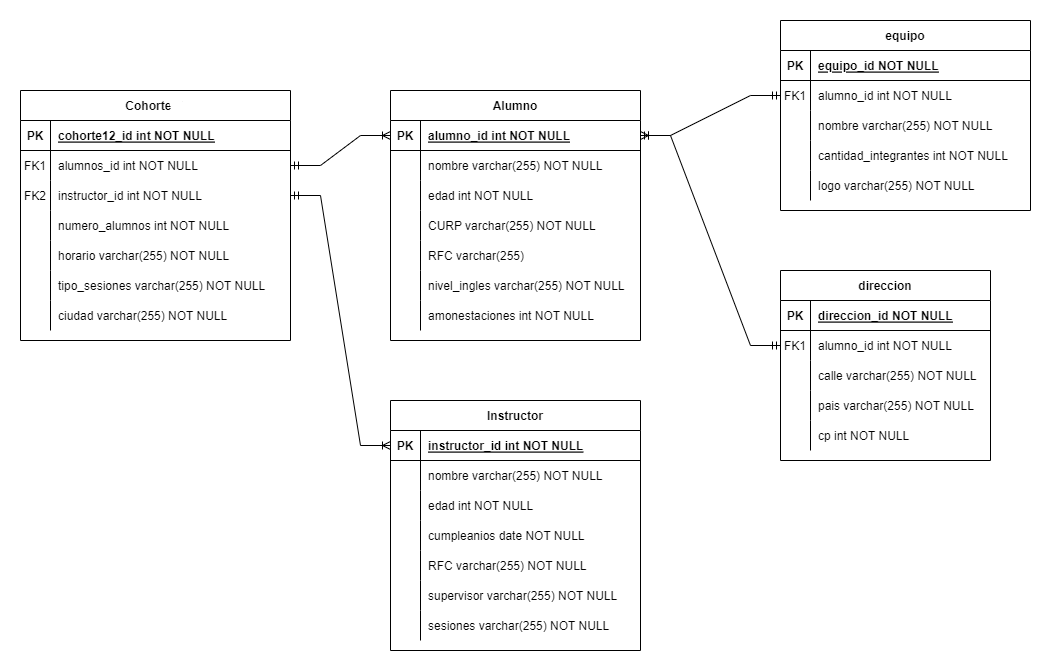 Cohorte
PK cohorte12_id int NOT NULL
FK1 alumnos_id int NOT NULL
FK2 instructor_id int NOT NULL
numero_alumnos int NOT NULL
horario varchar(255) NOT NULL
tipo_sesiones varchar(255) NOT NULL
ciudad varchar(255) NOT NULL
Alumno
PK alumno_id int NOT NULL
nombre varchar(255) NOT NULL
edad int NOT NULL
CURP varchar(255) NOT NULL
RFC varchar(255)
nivel_ingles varchar(255) NOT NULL
amonestaciones int NOT NULL
equipo
PK equipo_id NOT NULL
FK1 alumno_id int NOT NULL
nombre varchar(255) NOT NULL
cantidad_integrantes int NOT NULL
logo varchar(255) NOT NULL
direccion
PK direccion_id NOT NULL
FK1 alumno_id int NOT NULL
calle varchar(255) NOT NULL
pais varchar(255) NOT NULL
cp int NOT NULL
Instructor
PK instructor_id int NOT NULL
nombre varchar(255) NOT NULL
edad int NOT NULL
cumpleanios date NOT NULL
RFC varchar(255) NOT NULL
supervisor varchar(255) NOT NULL
sesiones varchar(255) NOT NULL